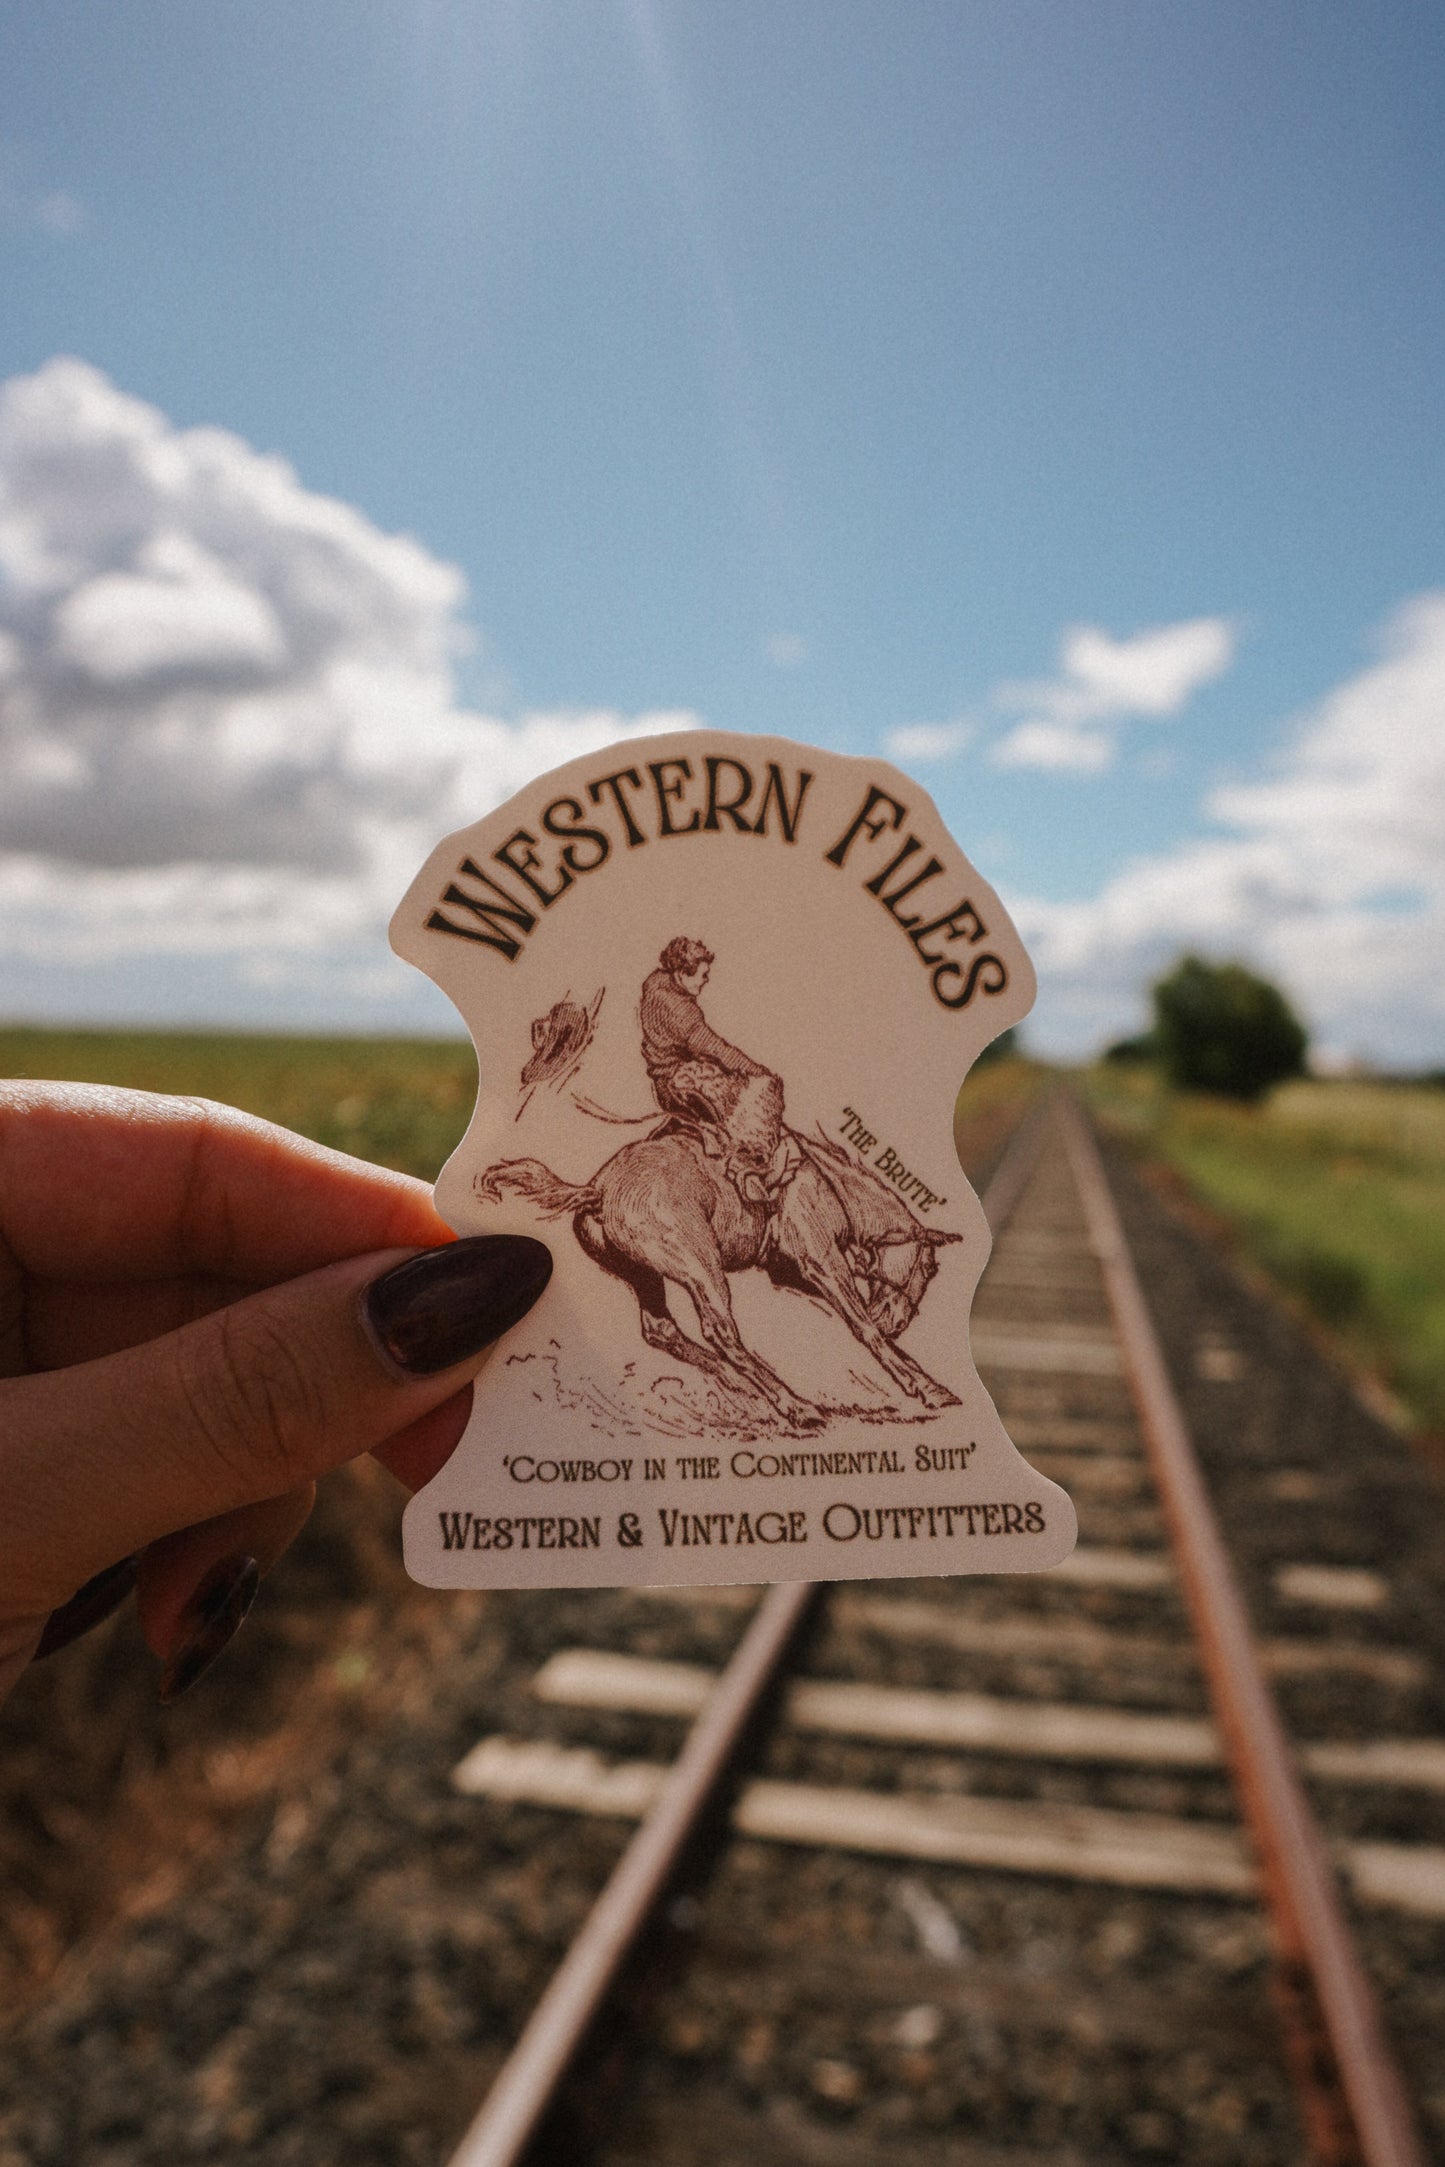 Western Files
'The Brute'
'Cowboy in the Continental Suit'
Western & Vintage Outfitters